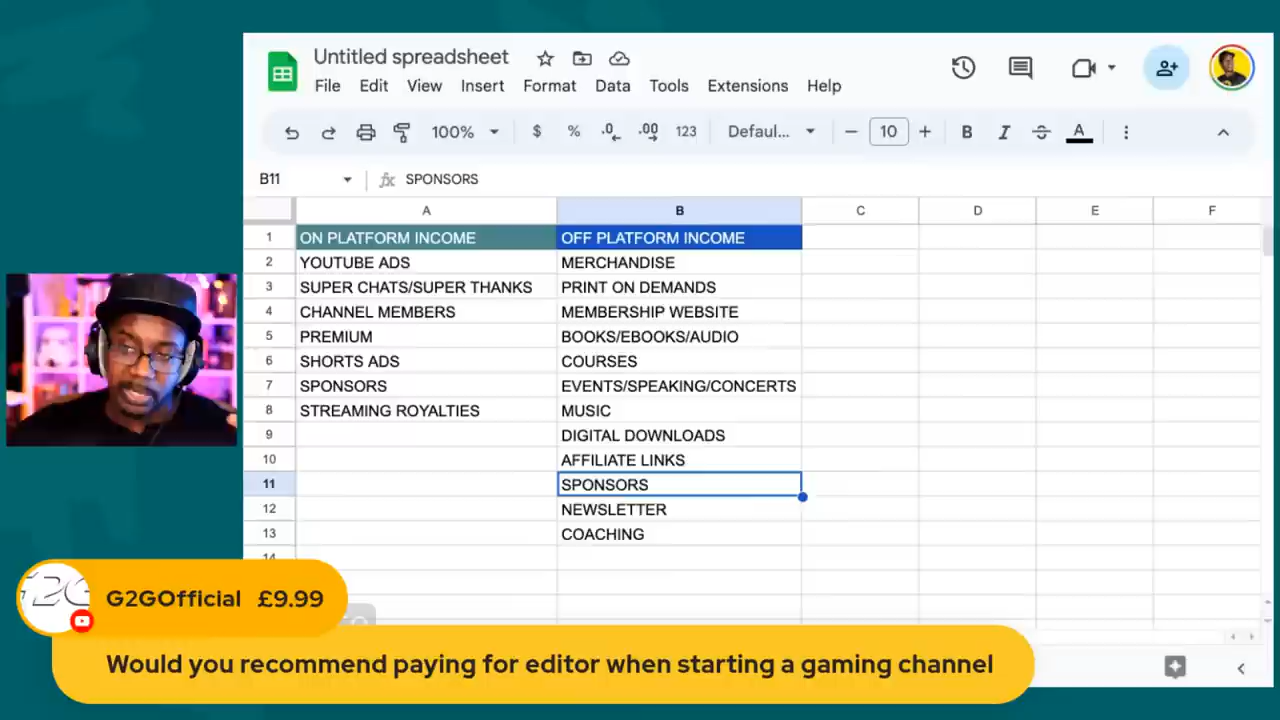 Untitled spreadsheet
File Edit View Insert Format Data Tools Extensions Help
100% $ % .0 .00 123 Defaul... − 10 + B I S A
B11 fx SPONSORS
A B C D E F
1 ON PLATFORM INCOME OFF PLATFORM INCOME
2 YOUTUBE ADS MERCHANDISE
3 SUPER CHATS/SUPER THANKS PRINT ON DEMANDS
4 CHANNEL MEMBERS MEMBERSHIP WEBSITE
5 PREMIUM BOOKS/EBOOKS/AUDIO
6 SHORTS ADS COURSES
7 SPONSORS EVENTS/SPEAKING/CONCERTS
8 STREAMING ROYALTIES MUSIC
9 DIGITAL DOWNLOADS
10 AFFILIATE LINKS
11 SPONSORS
12 NEWSLETTER
13 COACHING
14
G2G
G2GOfficial £9.99
Would you recommend paying for editor when starting a gaming channel